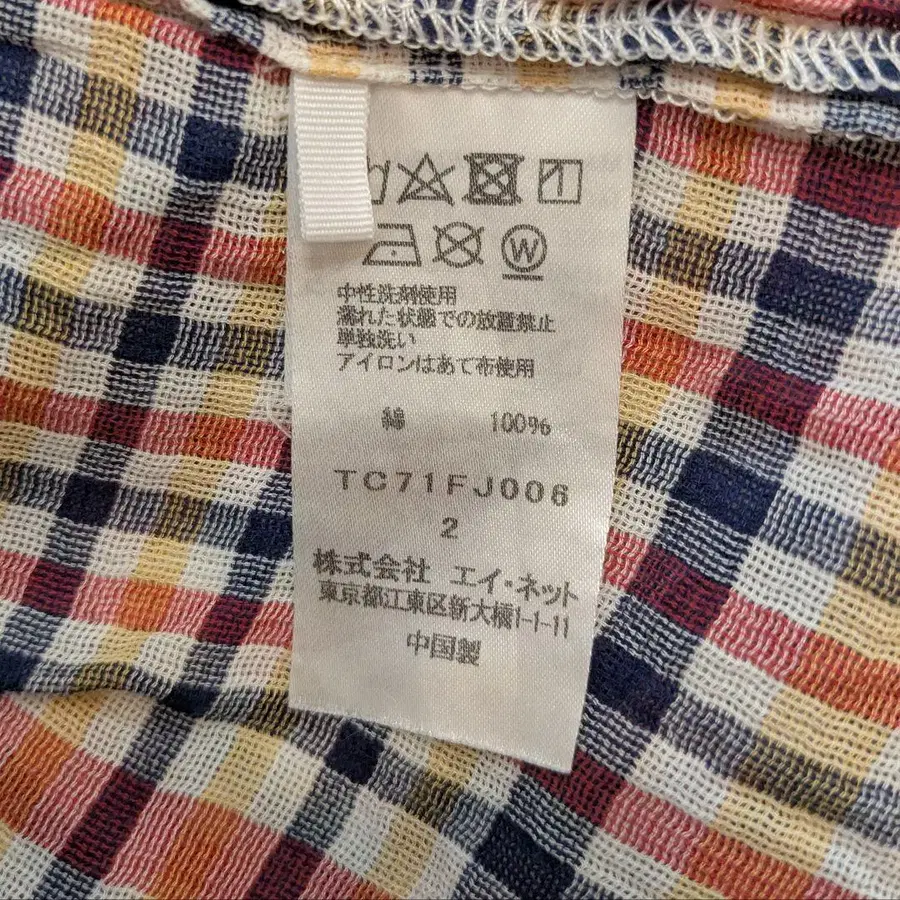 W
中性洗剤使用
濡れた状態での放置禁止
単独洗い
アイロンはあて布使用
綿 100%
TC71FJ006
2
株式会社 エイ・ネット
東京都江東区新大橋1-1-11
中国製